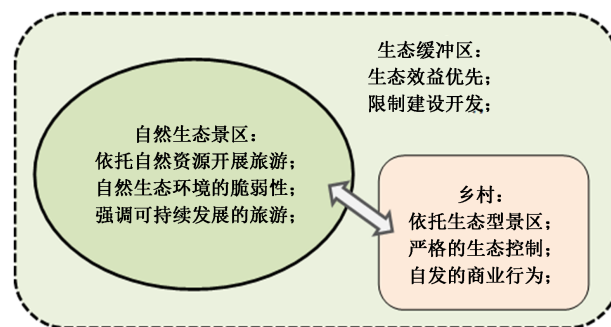 生态缓冲区：
生态效益优先；
限制建设开发；
自然生态景区：
依托自然资源开展旅游；
自然生态环境的脆弱性；
强调可持续发展的旅游；
乡村：
依托生态型景区；
严格的生态控制；
自发的商业行为；